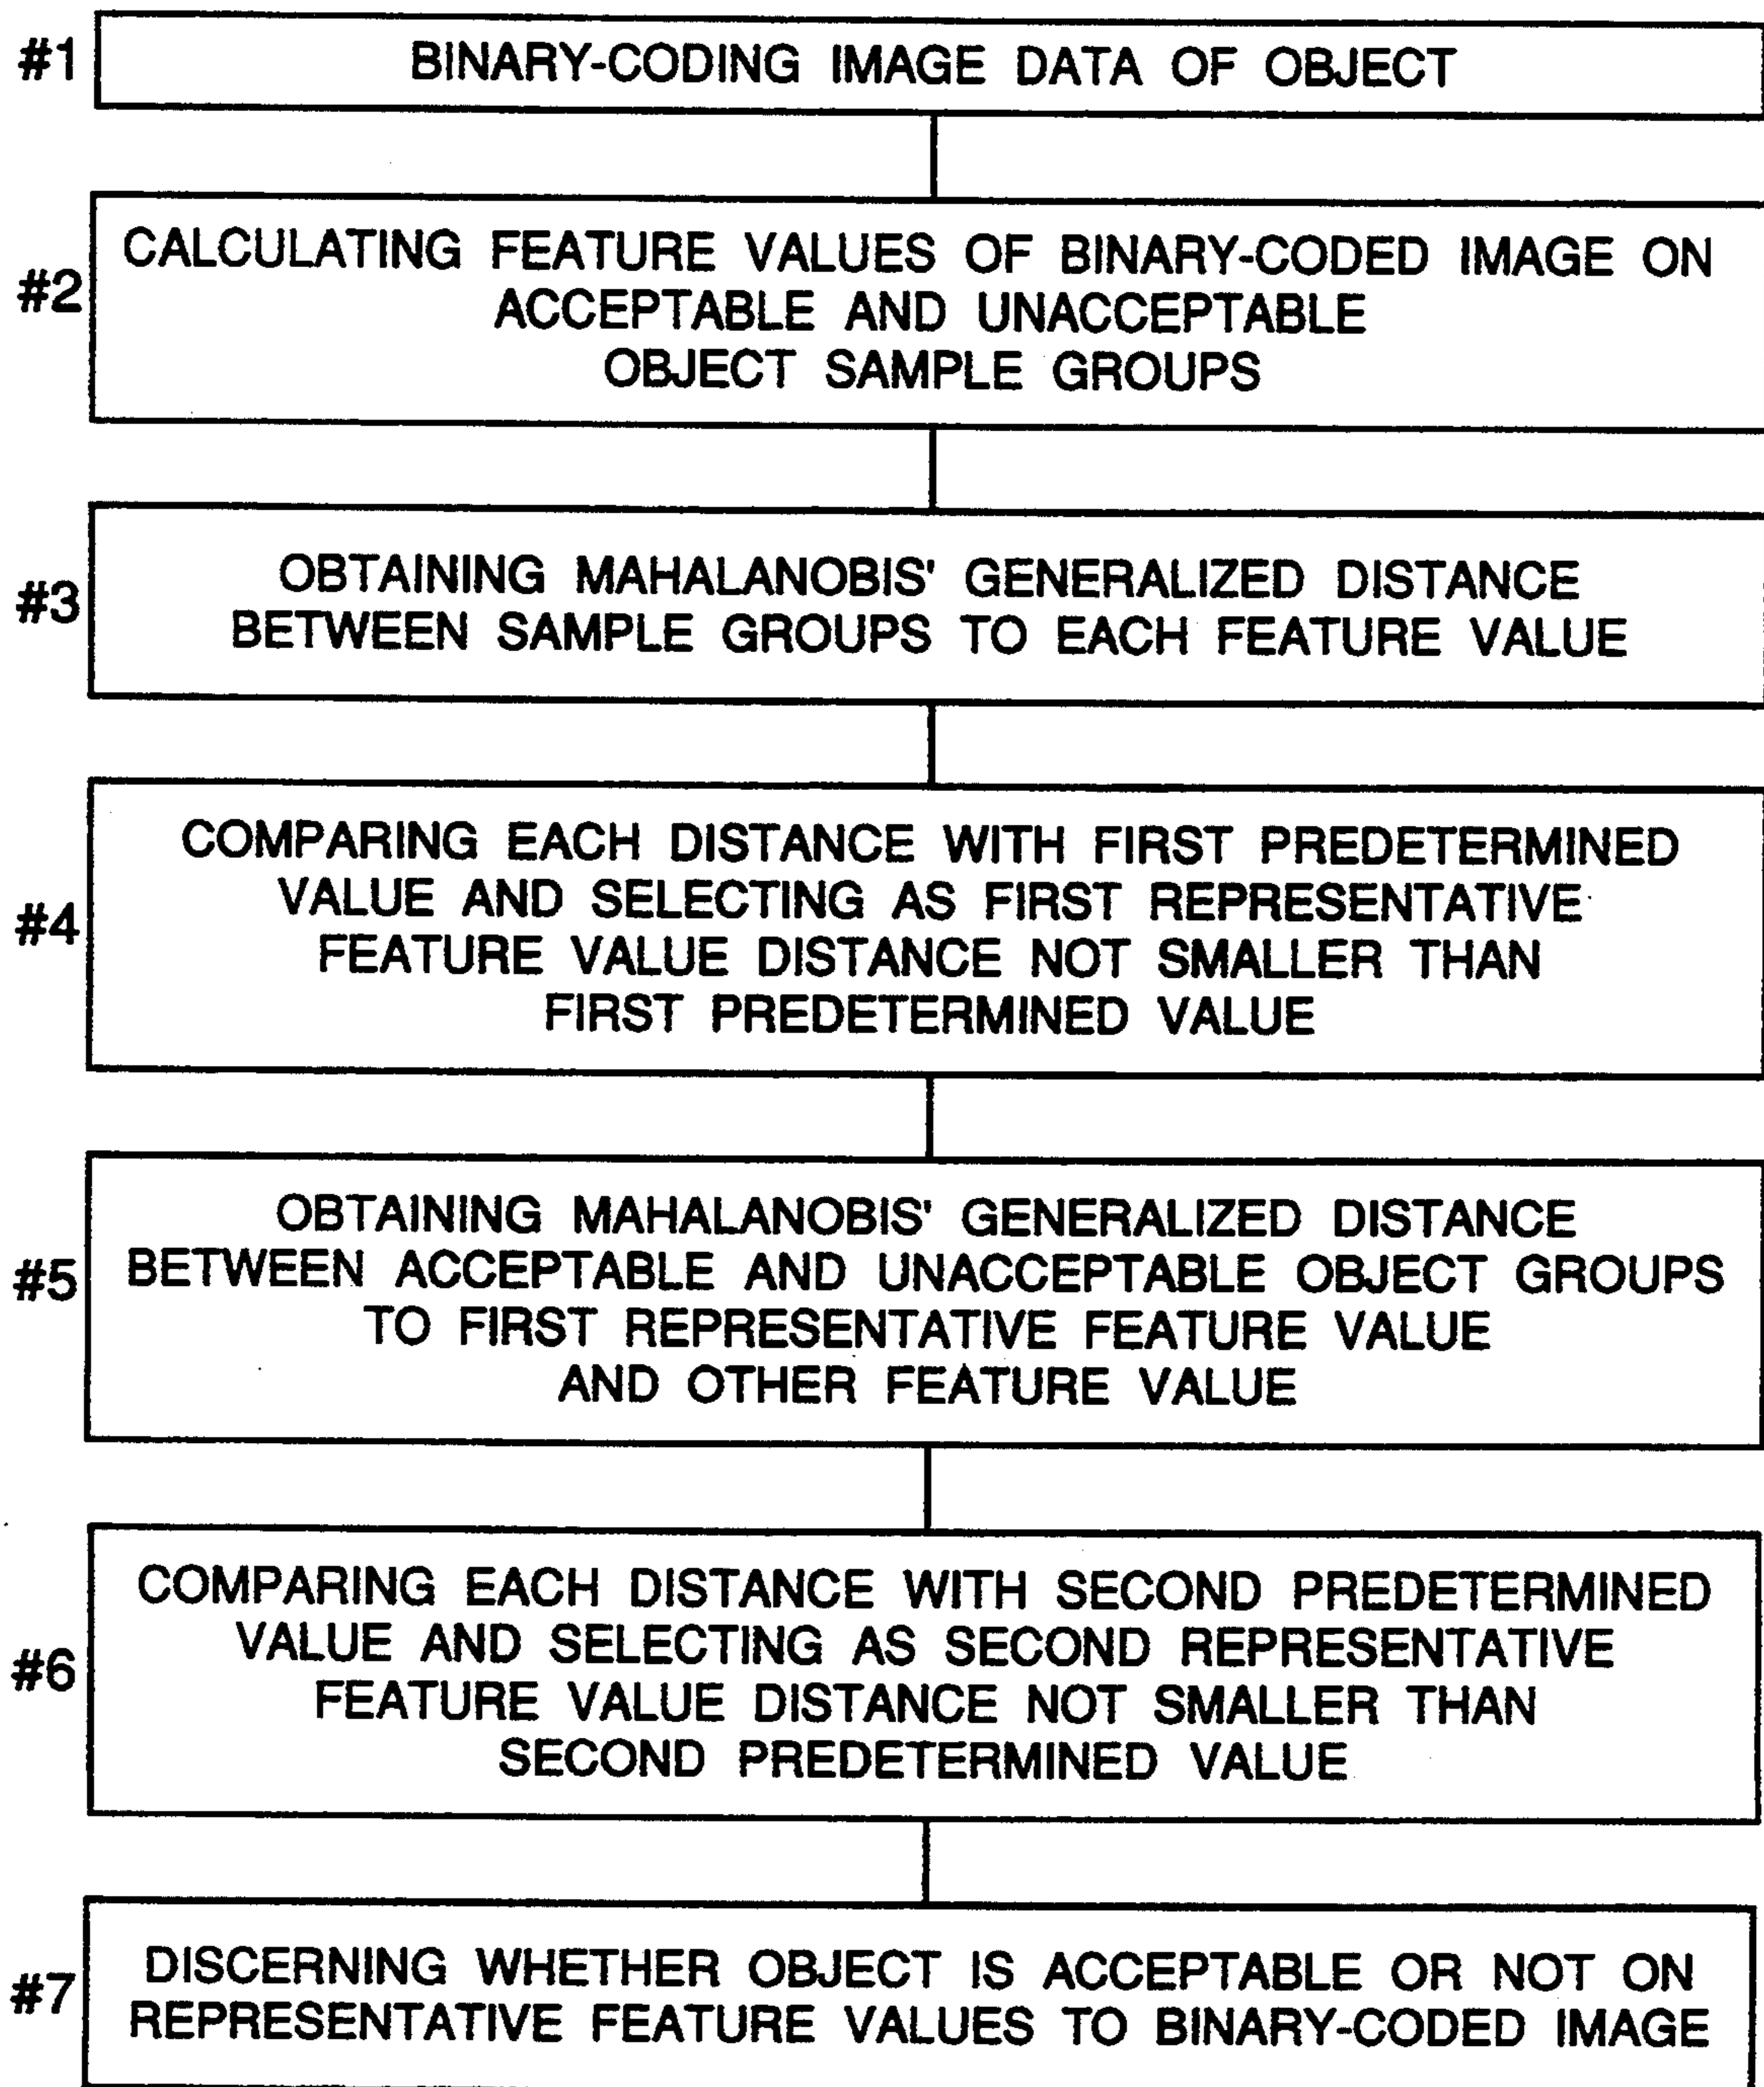 #1 BINARY-CODING IMAGE DATA OF OBJECT
#2 CALCULATING FEATURE VALUES OF BINARY-CODED IMAGE ON
ACCEPTABLE AND UNACCEPTABLE
OBJECT SAMPLE GROUPS
#3 OBTAINING MAHALANOBIS' GENERALIZED DISTANCE
BETWEEN SAMPLE GROUPS TO EACH FEATURE VALUE
#4 COMPARING EACH DISTANCE WITH FIRST PREDETERMINED
VALUE AND SELECTING AS FIRST REPRESENTATIVE
FEATURE VALUE DISTANCE NOT SMALLER THAN
FIRST PREDETERMINED VALUE
#5 OBTAINING MAHALANOBIS' GENERALIZED DISTANCE
BETWEEN ACCEPTABLE AND UNACCEPTABLE OBJECT GROUPS
TO FIRST REPRESENTATIVE FEATURE VALUE
AND OTHER FEATURE VALUE
#6 COMPARING EACH DISTANCE WITH SECOND PREDETERMINED
VALUE AND SELECTING AS SECOND REPRESENTATIVE
FEATURE VALUE DISTANCE NOT SMALLER THAN
SECOND PREDETERMINED VALUE
#7 DISCERNING WHETHER OBJECT IS ACCEPTABLE OR NOT ON
REPRESENTATIVE FEATURE VALUES TO BINARY-CODED IMAGE